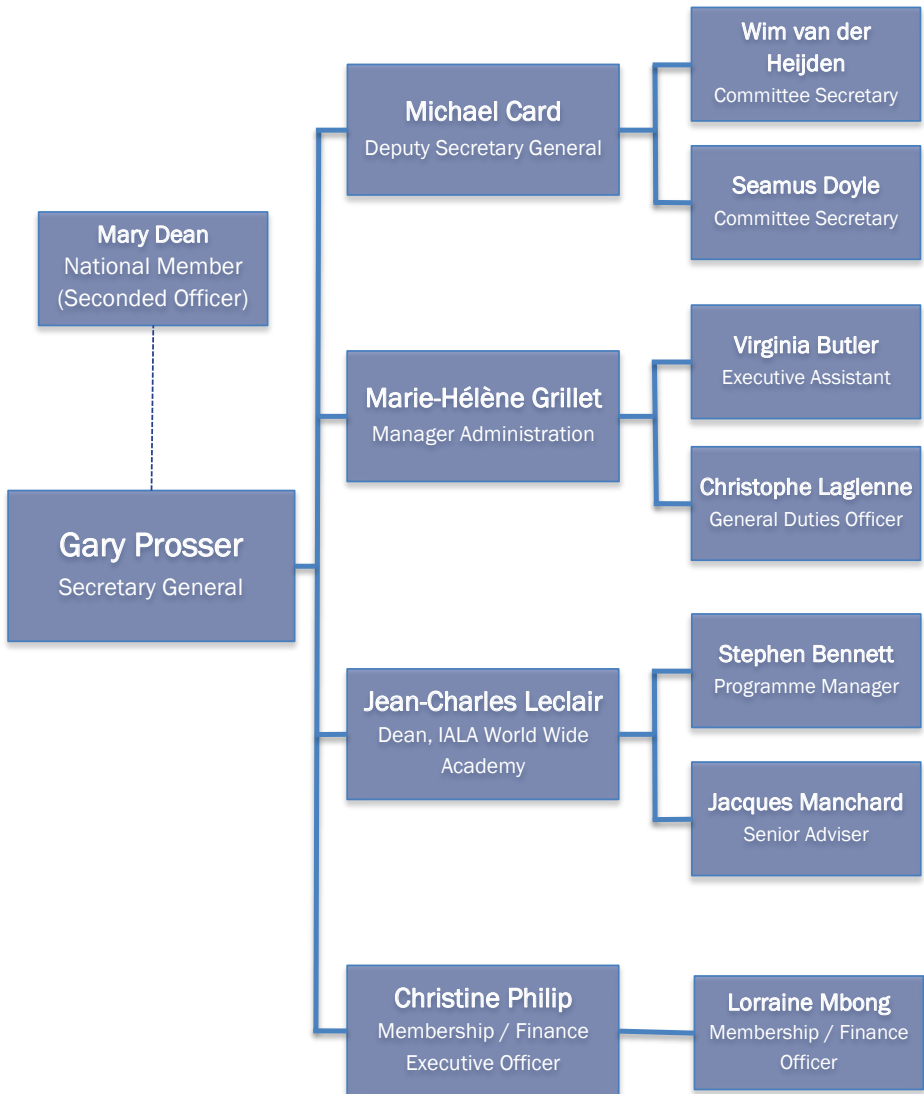 Wim van der
Heijden
Committee Secretary
Michael Card
Deputy Secretary General
Seamus Doyle
Committee Secretary
Mary Dean
National Member
(Seconded Officer)
Virginia Butler
Executive Assistant
Marie-Hélène Grillet
Manager Administration
Christophe Laglenne
General Duties Officer
Gary Prosser
Secretary General
Stephen Bennett
Programme Manager
Jean-Charles Leclair
Dean, IALA World Wide
Academy
Jacques Manchard
Senior Adviser
Christine Philip
Membership / Finance
Executive Officer
Lorraine Mbong
Membership / Finance
Officer